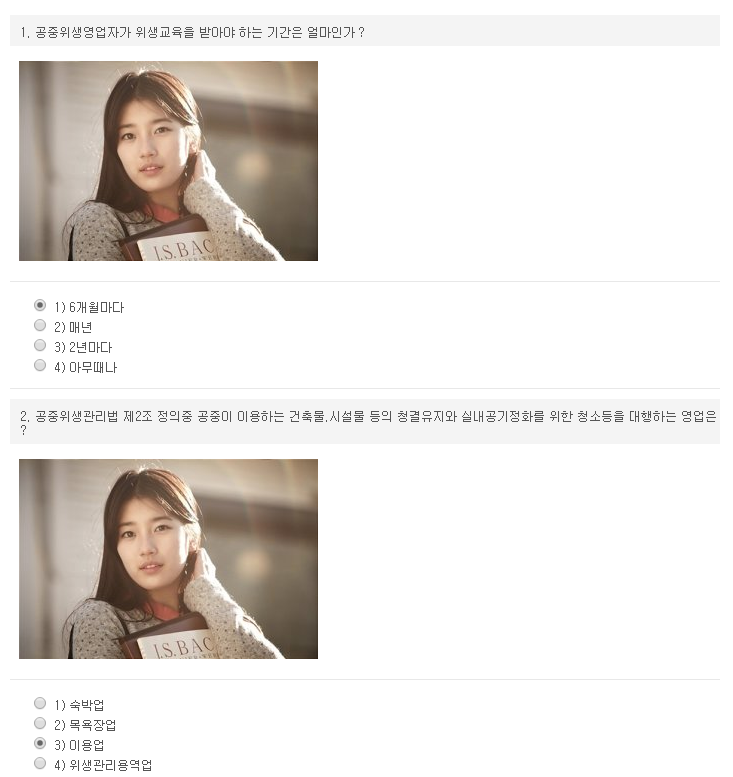 1. 공중위생영업자가 위생교육을 받아야 하는 기간은 얼마인가 ?
J.S.BAC
1) 6개월마다
2) 매년
3) 2년마다
4) 아무때나
2. 공중위생관리법 제2조 정의중 공중이 이용하는 건축물,시설물 등의 청결유지와 실내공기정화를 위한 청소등을 대행하는 영업은
?
J.S.BAC
1) 숙박업
2) 목욕장업
3) 이용업
4) 위생관리용역업